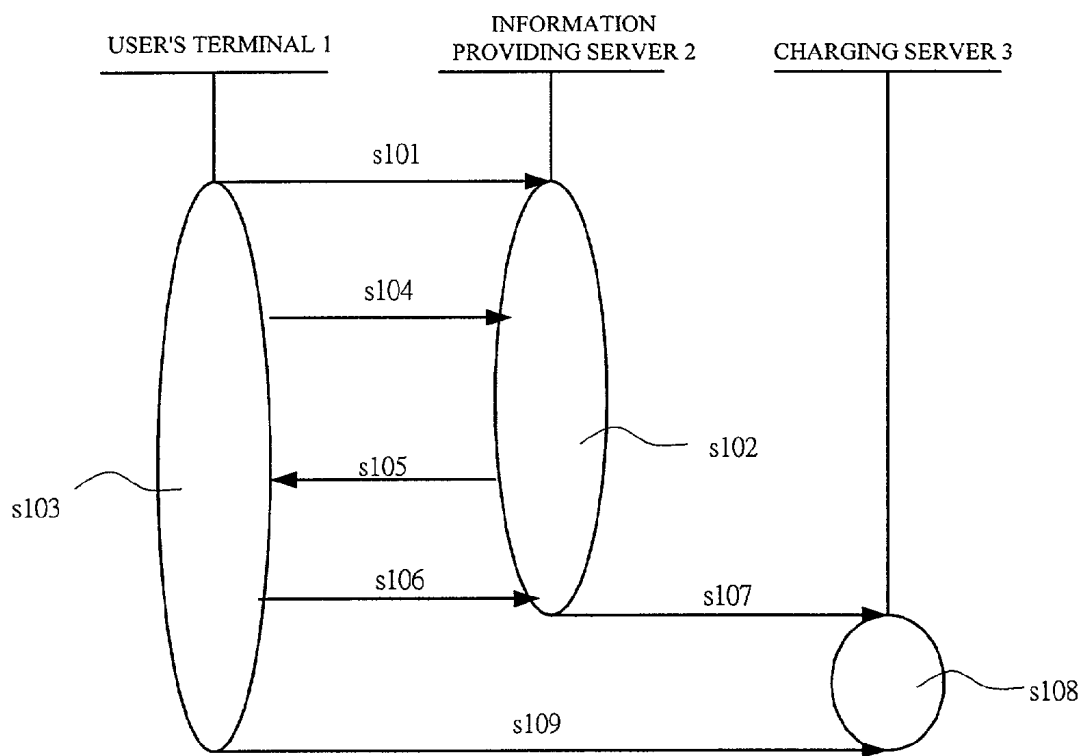 USER'S TERMINAL 1
INFORMATION
PROVIDING SERVER 2
CHARGING SERVER 3
s101
s104
s102
s105
s103
s106
s107
s108
s109